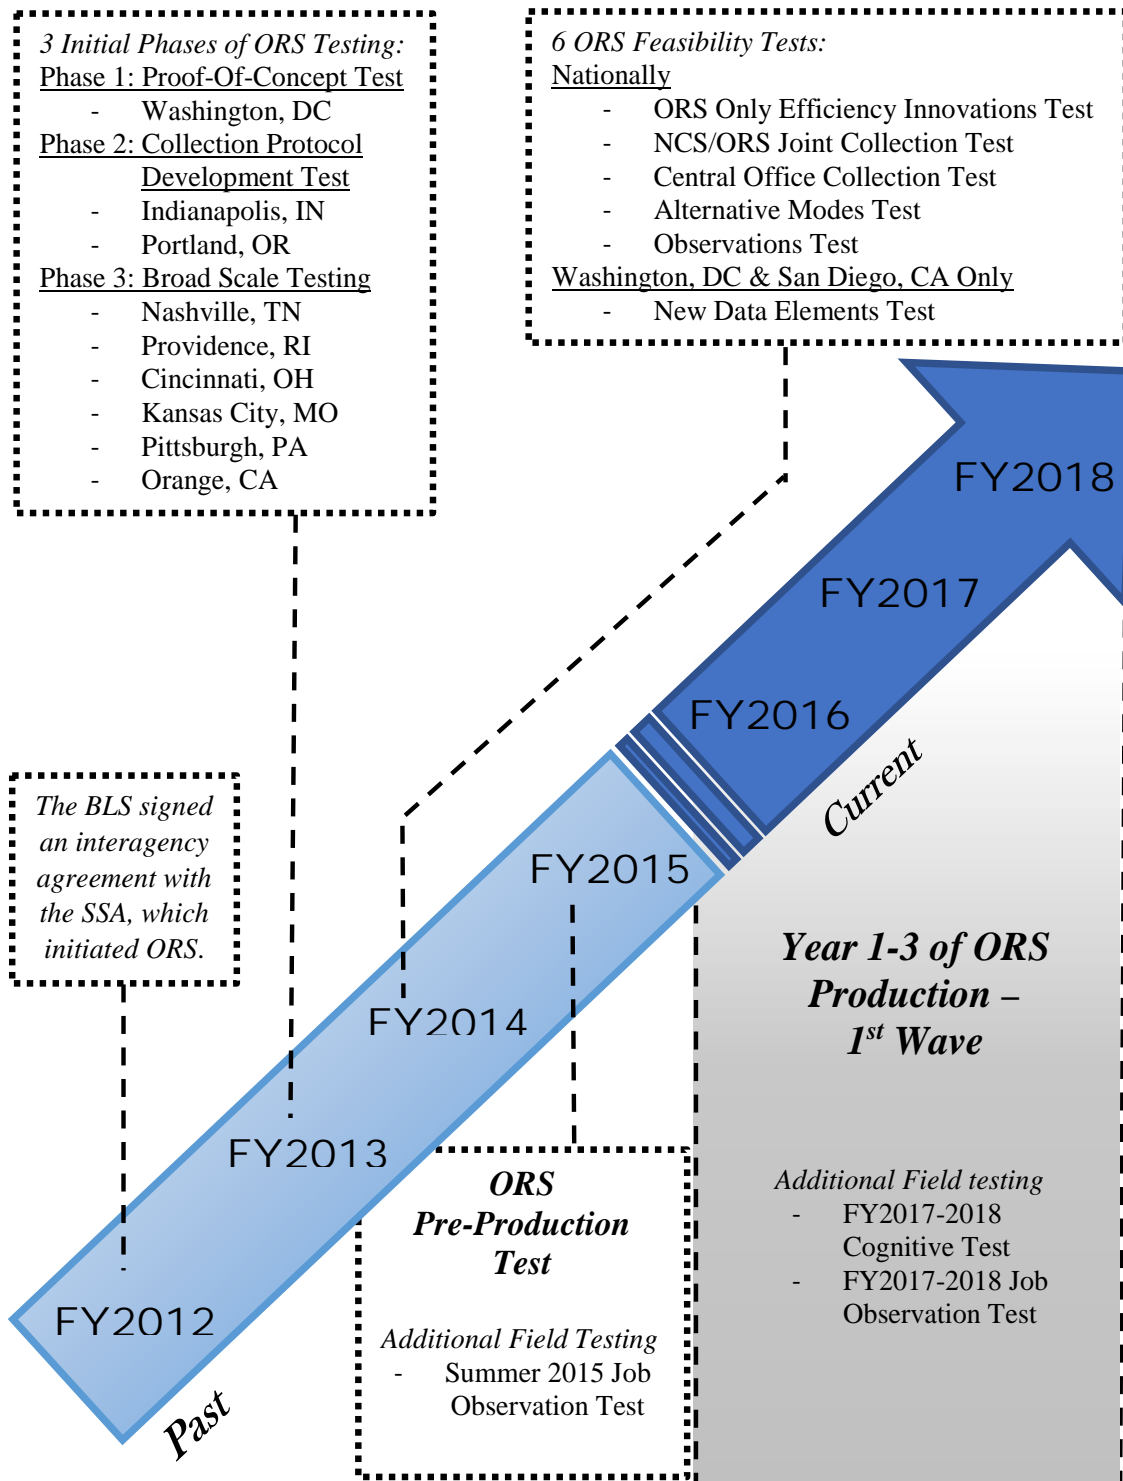 3 Initial Phases of ORS Testing:
Phase 1: Proof-Of-Concept Test
- Washington, DC
Phase 2: Collection Protocol
Development Test
- Indianapolis, IN
- Portland, OR
Phase 3: Broad Scale Testing
- Nashville, TN
- Providence, RI
- Cincinnati, OH
- Kansas City, MO
- Pittsburgh, PA
- Orange, CA
6 ORS Feasibility Tests:
Nationally
- ORS Only Efficiency Innovations Test
- NCS/ORS Joint Collection Test
- Central Office Collection Test
- Alternative Modes Test
- Observations Test
Washington, DC & San Diego, CA Only
- New Data Elements Test
FY2018
FY2017
FY2016
Current
The BLS signed
an interagency
agreement with
the SSA, which
initiated ORS.
FY2015
FY2014
FY2013
FY2012
Past
Year 1-3 of ORS
Production –
1st Wave
Additional Field testing
- FY2017-2018
Cognitive Test
- FY2017-2018 Job
Observation Test
ORS
Pre-Production
Test
Additional Field Testing
- Summer 2015 Job
Observation Test